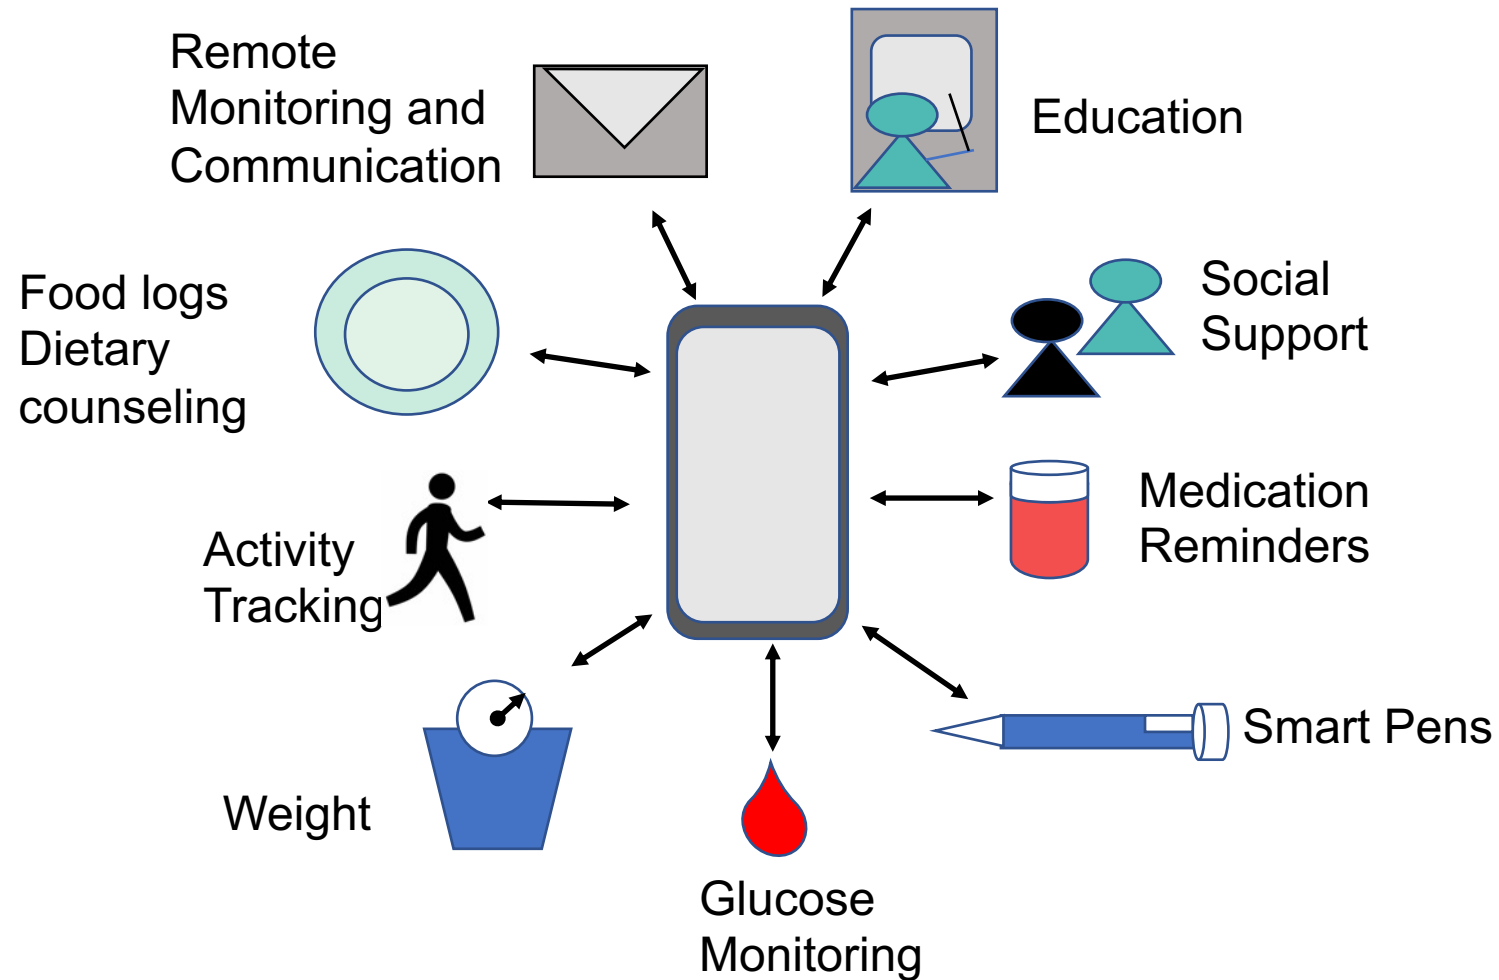 Remote
Monitoring and
Communication
Education
Food logs
Dietary
counseling
Social
Support
Activity
Tracking
Medication
Reminders
Weight
Smart Pens
Glucose
Monitoring